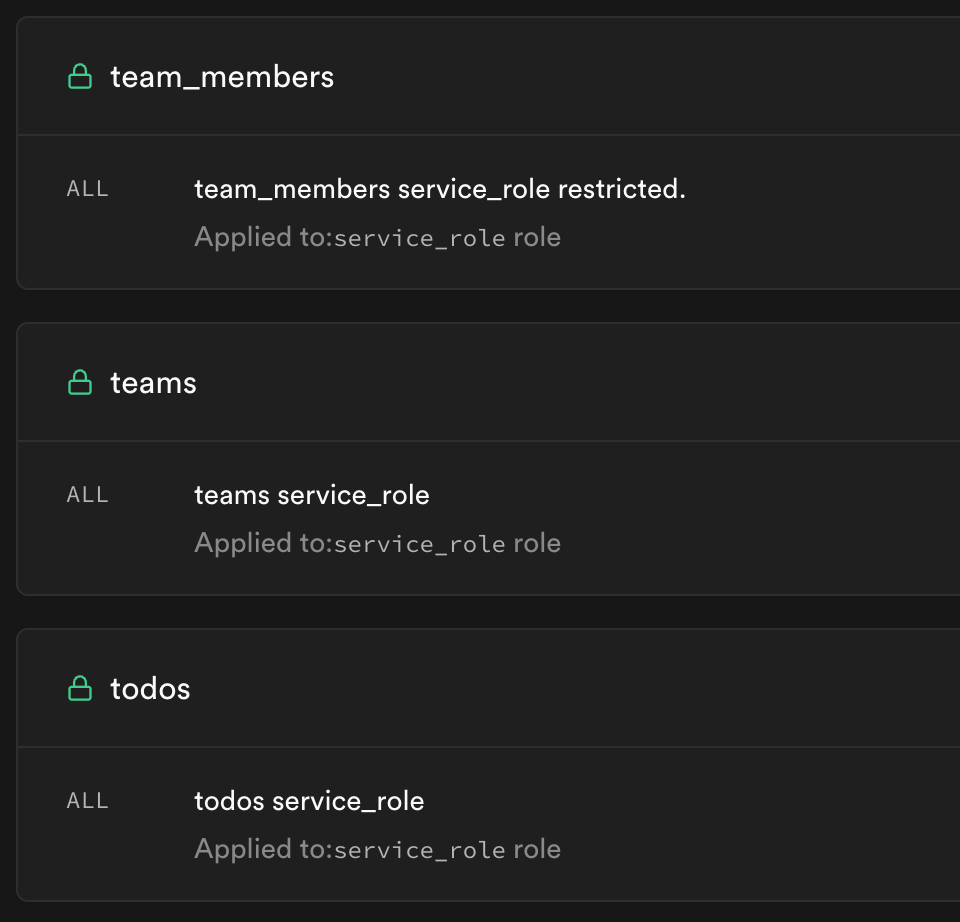 team_members
ALL team_members service_role restricted.
Applied to:service_role role
teams
ALL teams service_role
Applied to:service_role role
todos
ALL todos service_role
Applied to:service_role role